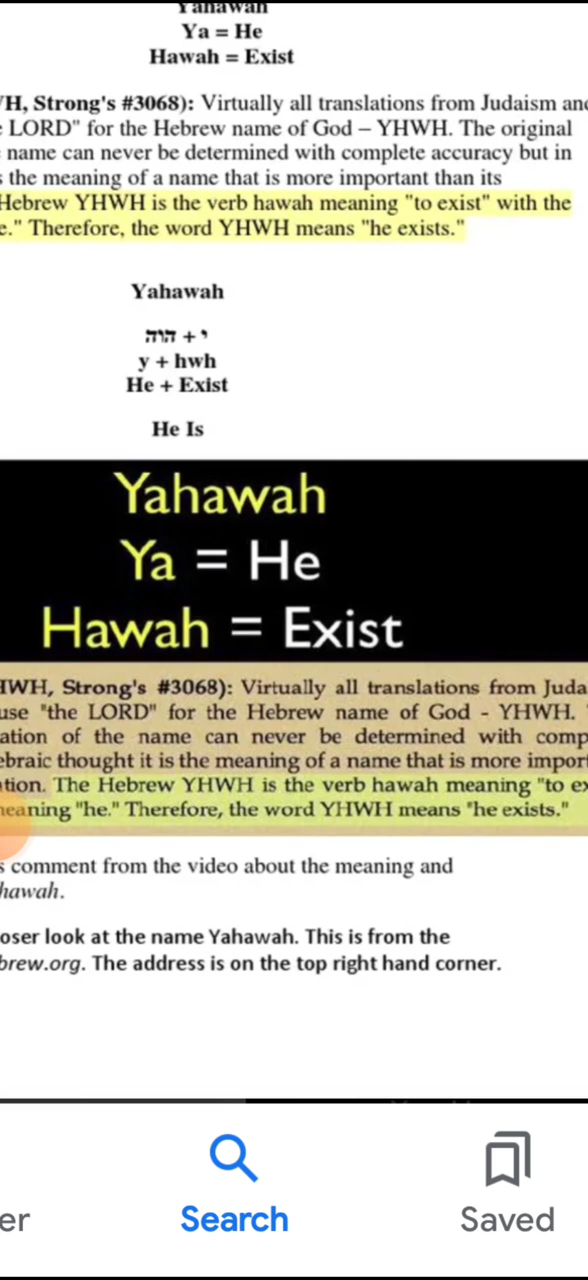 Yahawah
Ya = He
Hawah = Exist
H, Strong's #3068): Virtually all translations from Judaism and
LORD" for the Hebrew name of God – YHWH. The original
name can never be determined with complete accuracy but in
s the meaning of a name that is more important than its
Hebrew YHWH is the verb hawah meaning "to exist" with the
e." Therefore, the word YHWH means "he exists."
Yahawah
י + הוה
y + hwh
He + Exist
He Is
Yahawah
Ya = He
Hawah = Exist
HWH, Strong's #3068): Virtually all translations from Juda
use "the LORD" for the Hebrew name of God - YHWH.
ation of the name can never be determined with comp
ebraic thought it is the meaning of a name that is more impor
tion. The Hebrew YHWH is the verb hawah meaning "to ex
meaning "he." Therefore, the word YHWH means "he exists."
s comment from the video about the meaning and
hawah.
oser look at the name Yahawah. This is from the
brew.org. The address is on the top right hand corner.
er
Search
Saved